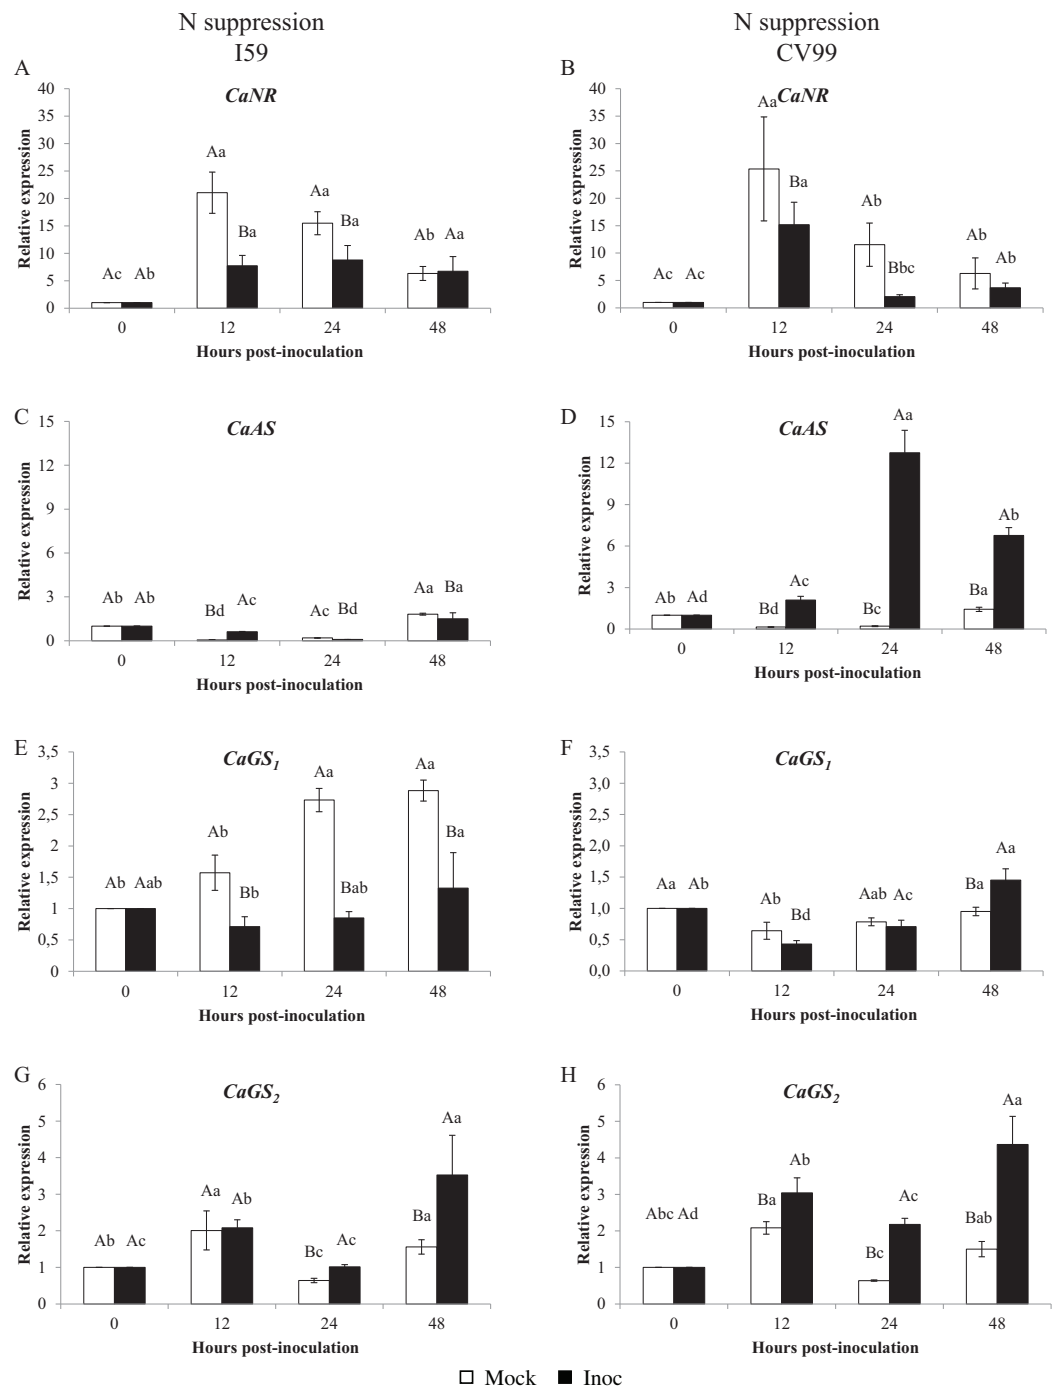 N suppression
I59
N suppression
CV99
A
CaNR
Relative expression
40
35
30
25
20
15
10
5
0
Ac Ab
Aa
Ba
Aa
Ba
Ab Aa
0 12 24 48
Hours post-inoculation
B
CaNR
Relative expression
40
35
30
25
20
15
10
5
0
Ac Ac
Aa
Ba
Ab
Bbc
Ab
Ab
0 12 24 48
Hours post-inoculation
C
CaAS
Relative expression
15
12
9
6
3
0
Ab Ab
Bd Ac
Ac Bd
Aa Ba
0 12 24 48
Hours post-inoculation
D
CaAS
Relative expression
15
12
9
6
3
0
Ab Ad
Bd
Ac
Bc
Aa
Ba
Ab
0 12 24 48
Hours post-inoculation
E
CaGS1
Relative expression
3,5
3
2,5
2
1,5
1
0,5
0
Ab Aab
Ab
Bb
Aa
Bab
Aa
Ba
0 12 24 48
Hours post-inoculation
F
CaGS1
Relative expression
3,5
3,0
2,5
2,0
1,5
1,0
0,5
0,0
Aa Ab
Ab
Bd
Aab Ac
Ba
Aa
0 12 24 48
Hours post-inoculation
G
CaGS2
Relative expression
6
5
4
3
2
1
0
Ab Ac
Aa
Ab
Bc
Ac
Ba
Aa
0 12 24 48
Hours post-inoculation
H
CaGS2
Relative expression
6
5
4
3
2
1
0
Abc Ad
Ba
Ab
Bc
Ac
Bab
Aa
0 12 24 48
Hours post-inoculation
Mock Inoc